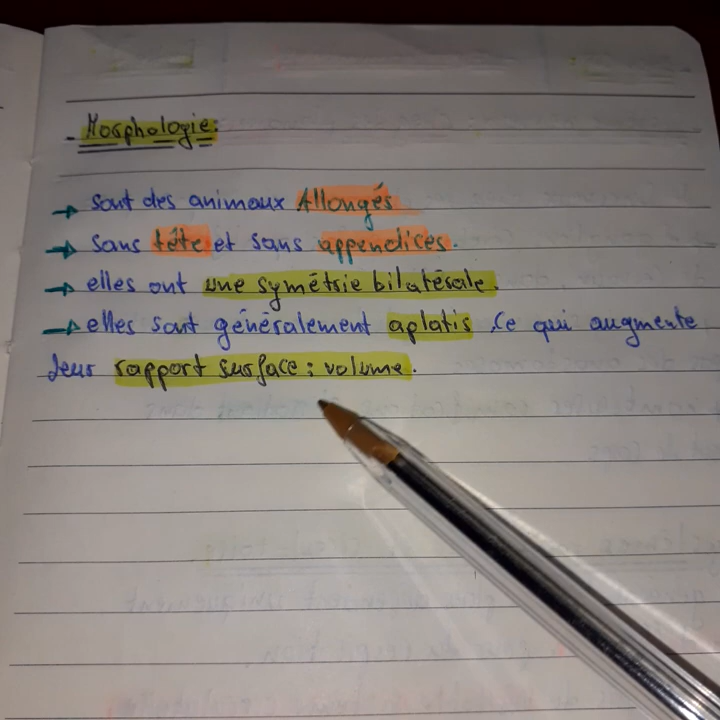 - Morphologie:
→ sont des animaux Allongés
→ sans tête et sans appendices.
→ elles ont une symétrie bilatérale.
→ elles sont généralement aplatis, ce qui augmente
leur rapport surface : volume.